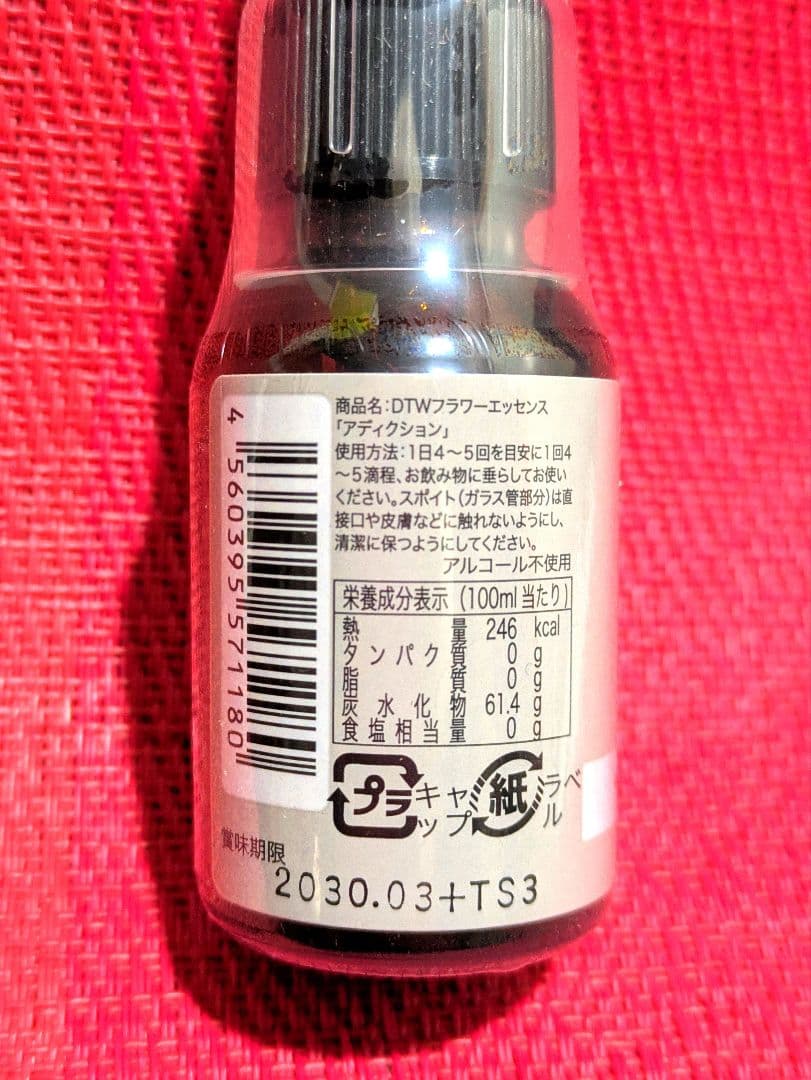 商品名:DTWフラワーエッセンス
「アディクション」
使用方法:1日4～5回を目安に1回4
～5滴程、お飲み物に垂らしてお使い
ください。スポイト(ガラス管部分)は直
接口や皮膚などに触れないようにし、
清潔に保つようにしてください。
アルコール不使用
栄養成分表示(100ml当たり)
熱量 246 kcal
タンパク質 0 g
脂質 0 g
炭水化物 61.4 g
食塩相当量 0 g
プラ キャップ 紙 ラベル
賞味期限
2030.03+TS3
4 560395 571180